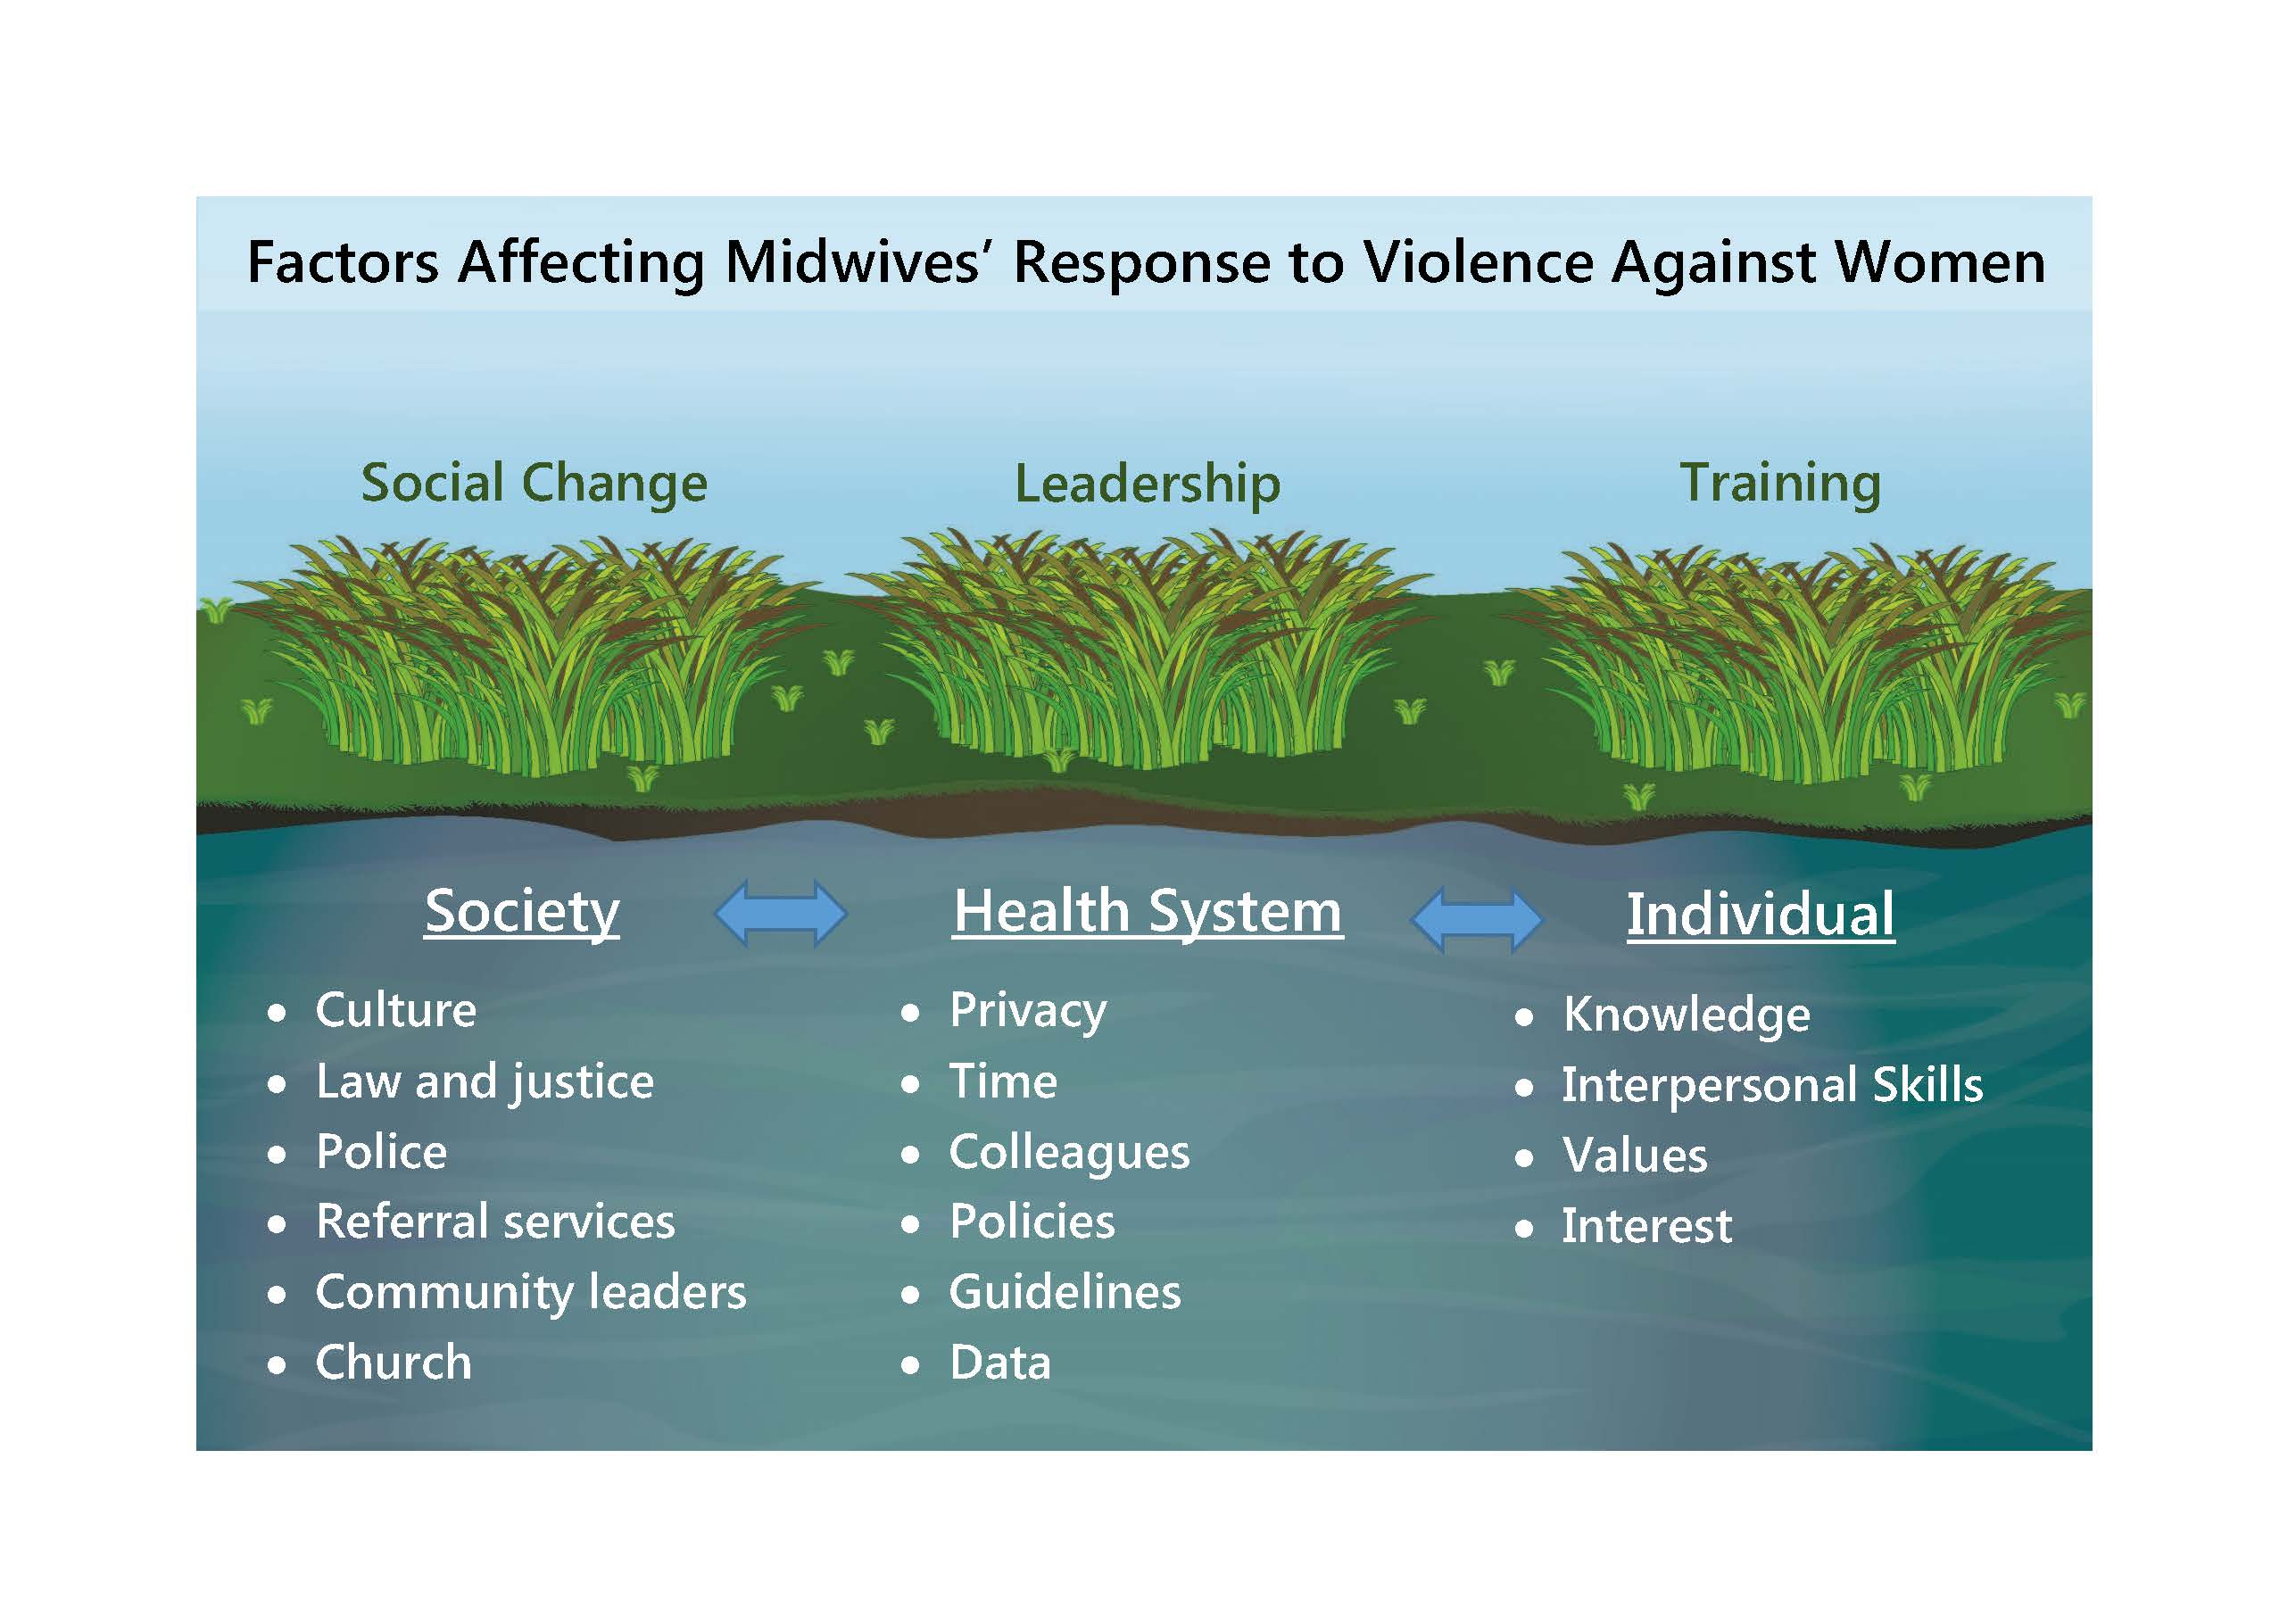 Factors Affecting Midwives’ Response to Violence Against Women
Social Change
Leadership
Training
Society
• Culture
• Law and justice
• Police
• Referral services
• Community leaders
• Church
Health System
• Privacy
• Time
• Colleagues
• Policies
• Guidelines
• Data
Individual
• Knowledge
• Interpersonal Skills
• Values
• Interest